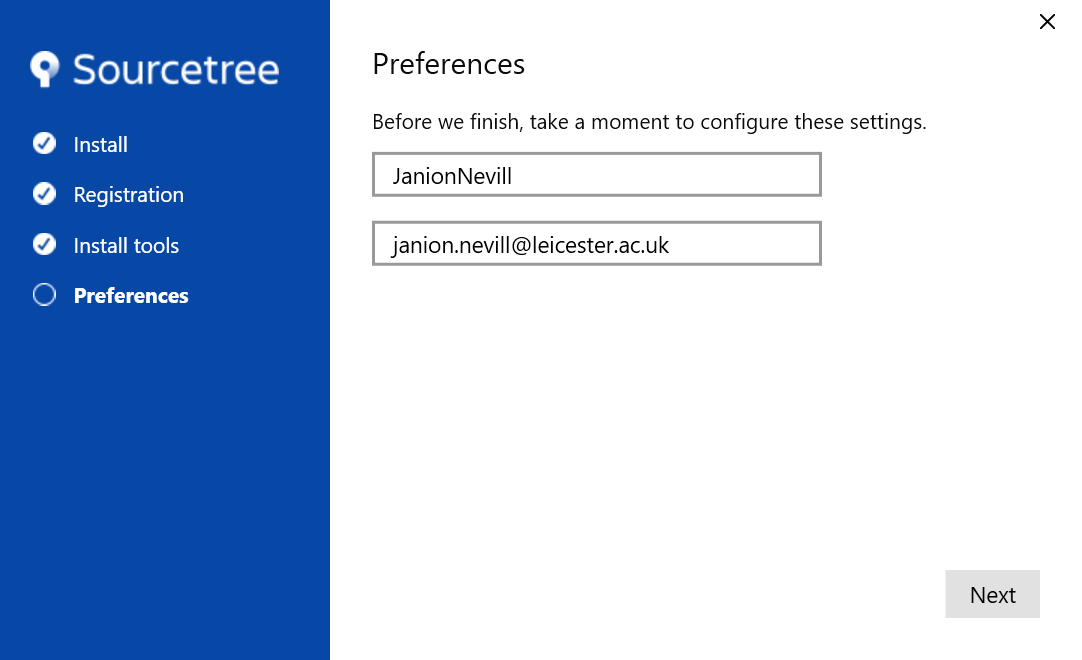 Sourcetree
Install
Registration
Install tools
Preferences
Preferences
Before we finish, take a moment to configure these settings.
JanionNevill
janion.nevill@leicester.ac.uk
Next